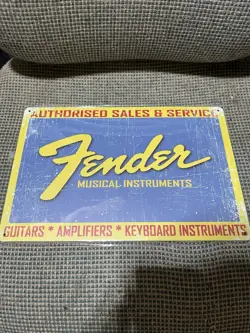 AUTHORISED SALES & SERVICE
Fender
MUSICAL INSTRUMENTS
GUITARS * AMPLIFIERS * KEYBOARD INSTRUMENTS